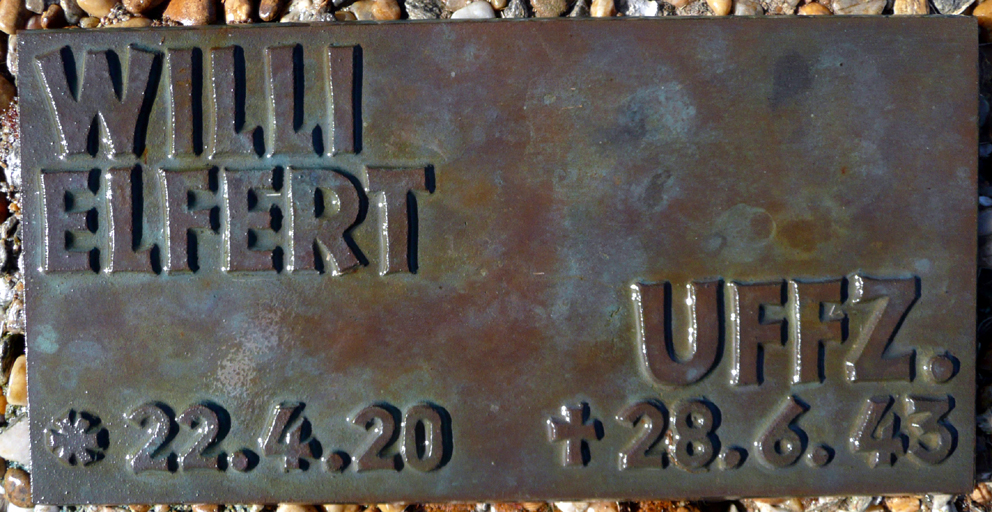 WILLI
ELFERT
UFFZ.
* 22.4.20 † 28.6.43